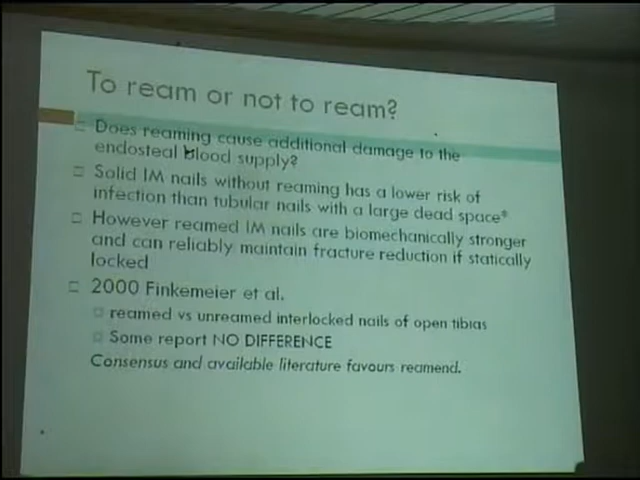 To ream or not to ream?
Does reaming cause additional damage to the
endosteal blood supply?
Solid IM nails without reaming has a lower risk of
infection than tubular nails with a large dead space*
However reamed IM nails are biomechanically stronger
and can reliably maintain fracture reduction if statically
locked
2000 Finkemeier et al.
reamed vs unreamed interlocked nails of open tibias
Some report NO DIFFERENCE
Consensus and available literature favours reamend.